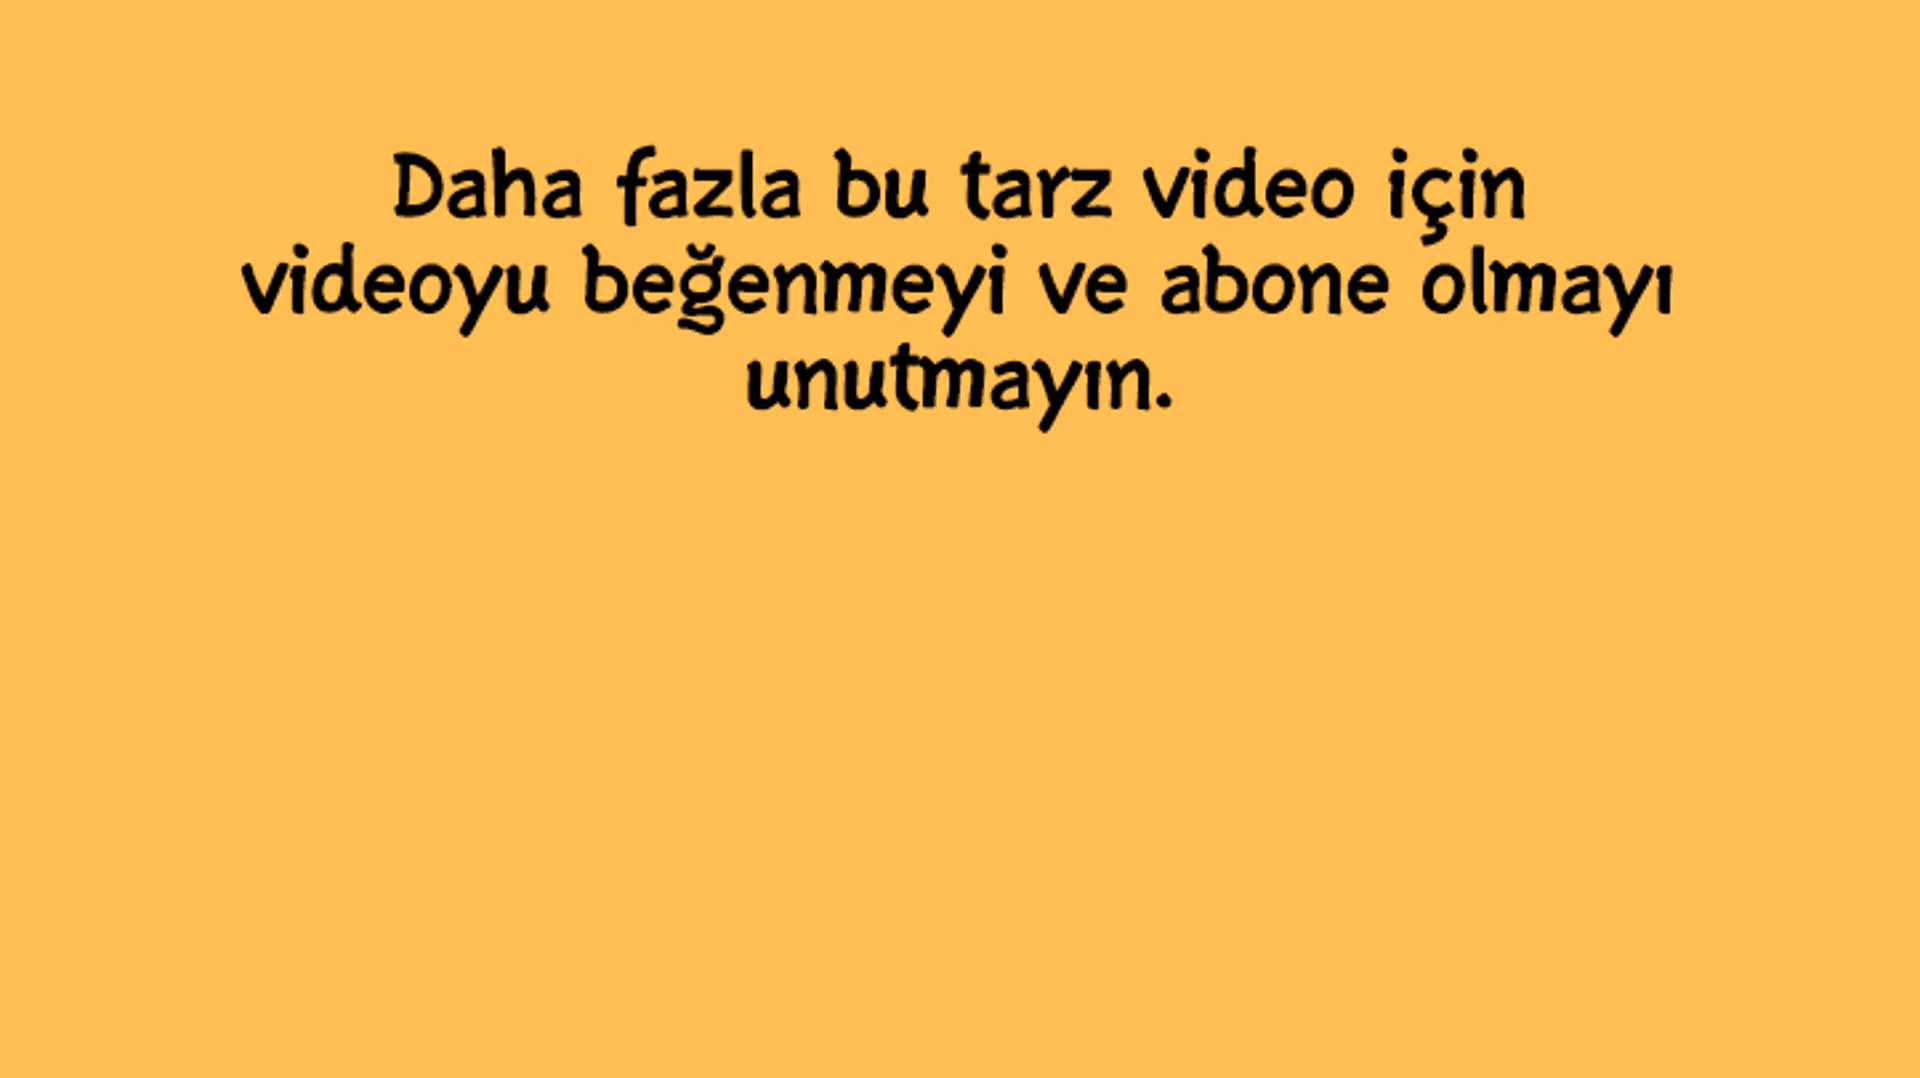 Daha fazla bu tarz video için
videoyu beğenmeyi ve abone olmayı
unutmayın.